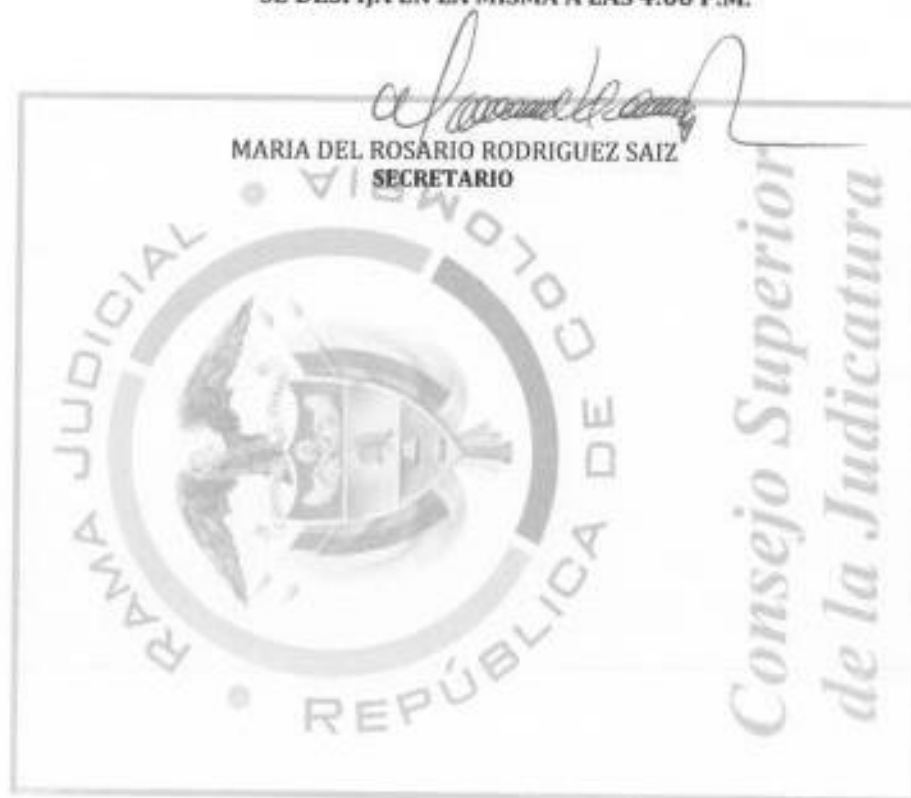 SE DESFIJA EN LA MISMA A LAS 4:00 P.M.
MARIA DEL ROSARIO RODRIGUEZ SAIZ
SECRETARIO
RAMA JUDICIAL
REPÚBLICA DE COLOMBIA
Consejo Superior
de la Judicatura